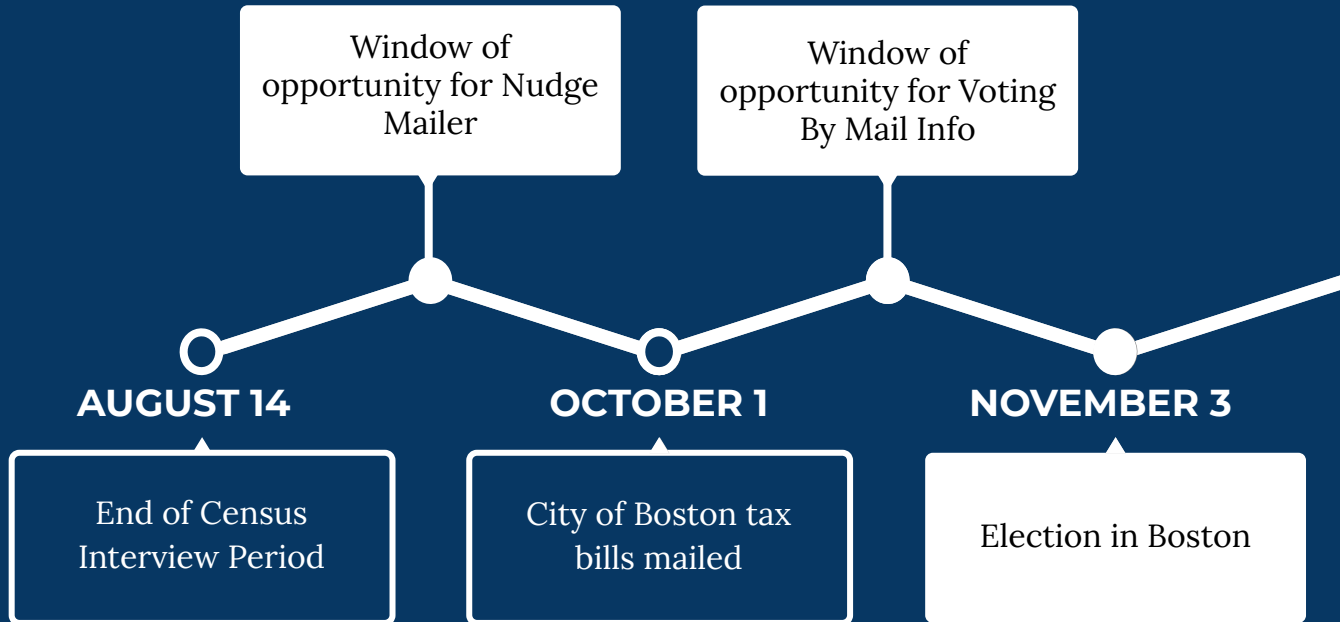 Window of
opportunity for Nudge
Mailer
Window of
opportunity for Voting
By Mail Info
AUGUST 14
OCTOBER 1
NOVEMBER 3
End of Census
Interview Period
City of Boston tax
bills mailed
Election in Boston